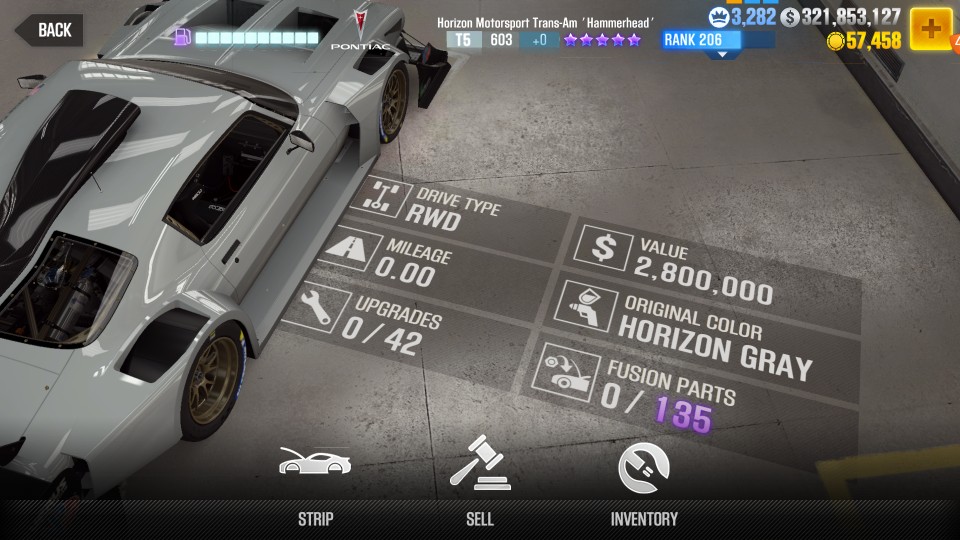 BACK
PONTIAC
Horizon Motorsport Trans-Am 'Hammerhead'
T5 603 +0
RANK 206
3,282 $ 321,853,127
57,458
+
DRIVE TYPE
RWD
MILEAGE
0.00
UPGRADES
0 / 42
$ VALUE
2,800,000
ORIGINAL COLOR
HORIZON GRAY
FUSION PARTS
0 / 135
STRIP
SELL
INVENTORY